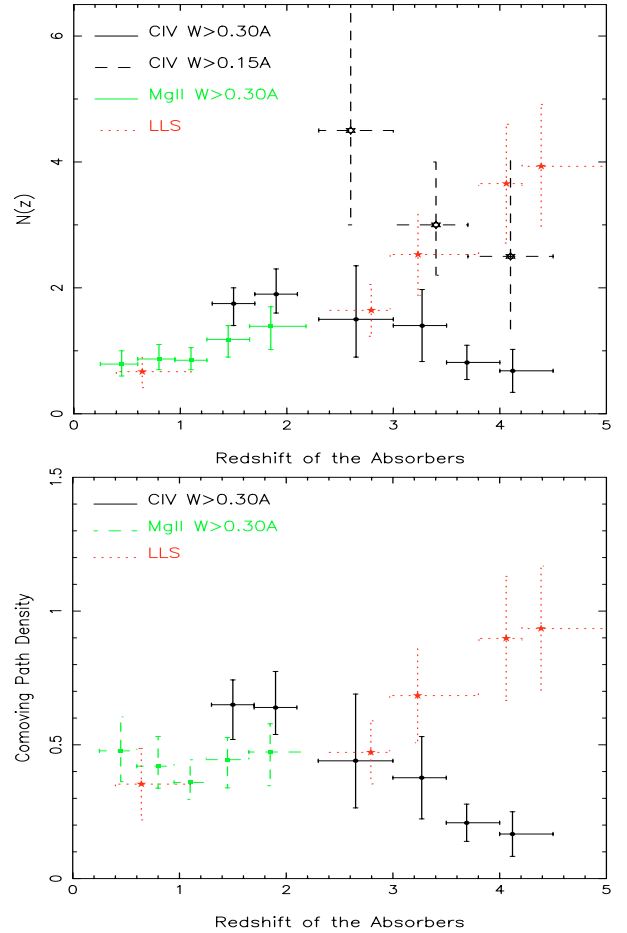 6
4
2
0
N(z)
CIV W>0.30A
CIV W>0.15A
MgII W>0.30A
LLS
0 1 2 3 4 5
Redshift of the Absorbers
1.5
1
0.5
0
Comoving Path Density
CIV W>0.30A
MgII W>0.30A
LLS
0 1 2 3 4 5
Redshift of the Absorbers